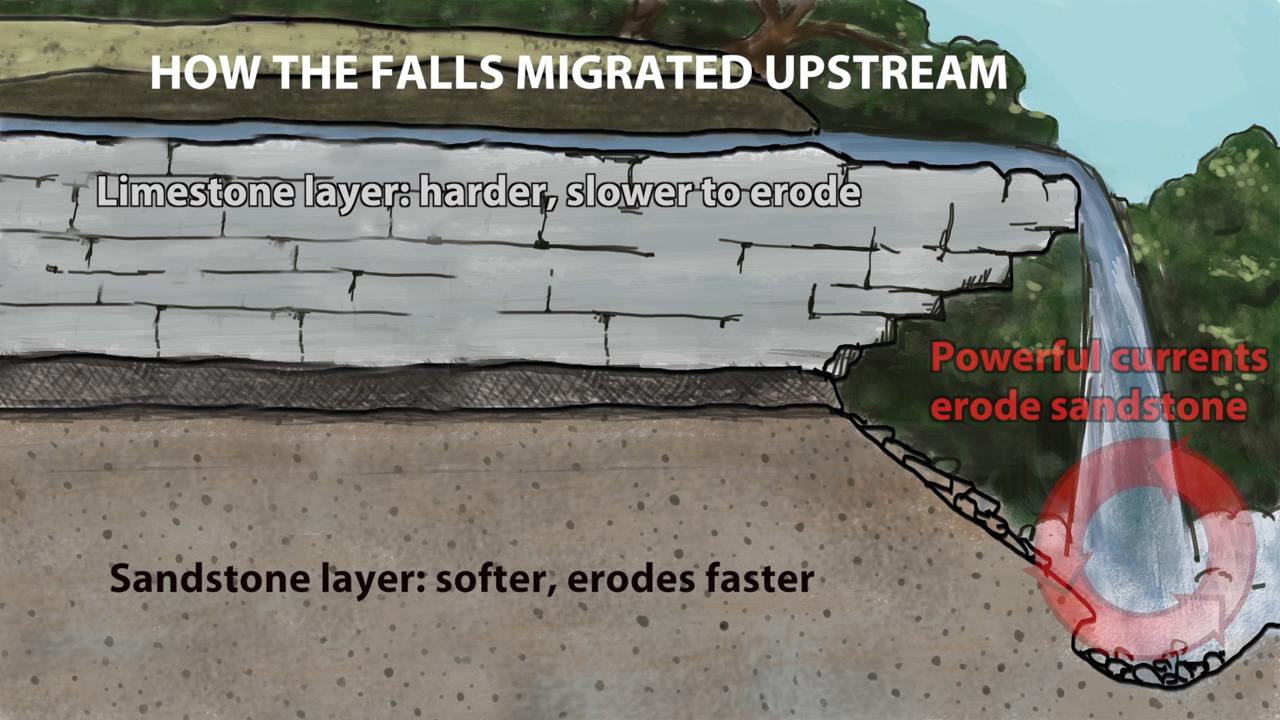 HOW THE FALLS MIGRATED UPSTREAM
Limestone layer: harder, slower to erode
Powerful currents
erode sandstone
Sandstone layer: softer, erodes faster